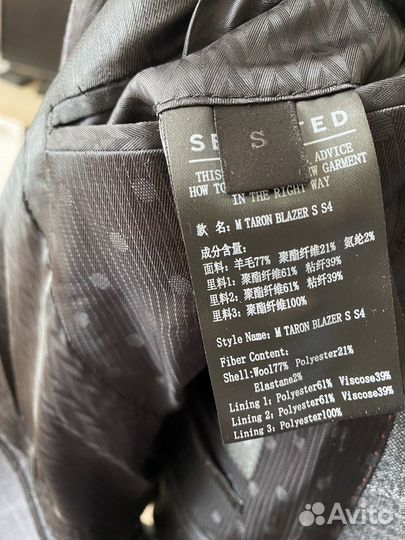 S
THIS ADVICE
HOW TO GARMENT
IN THE RIGHT WAY
款名: M TARON BLAZER S S4
成分含量:
面料: 羊毛77% 聚酯纤维21% 氨纶2%
里料1: 聚酯纤维61% 粘纤39%
里料2: 聚酯纤维61% 粘纤39%
里料3: 聚酯纤维100%
Style Name: M TARON BLAZER S S4
Fiber Content:
Shell:Wool77% Polyester21%
Elastane2%
Lining 1: Polyester61% Viscose39%
Lining 2: Polyester61% Viscose39%
Lining 3: Polyester100%
Avito